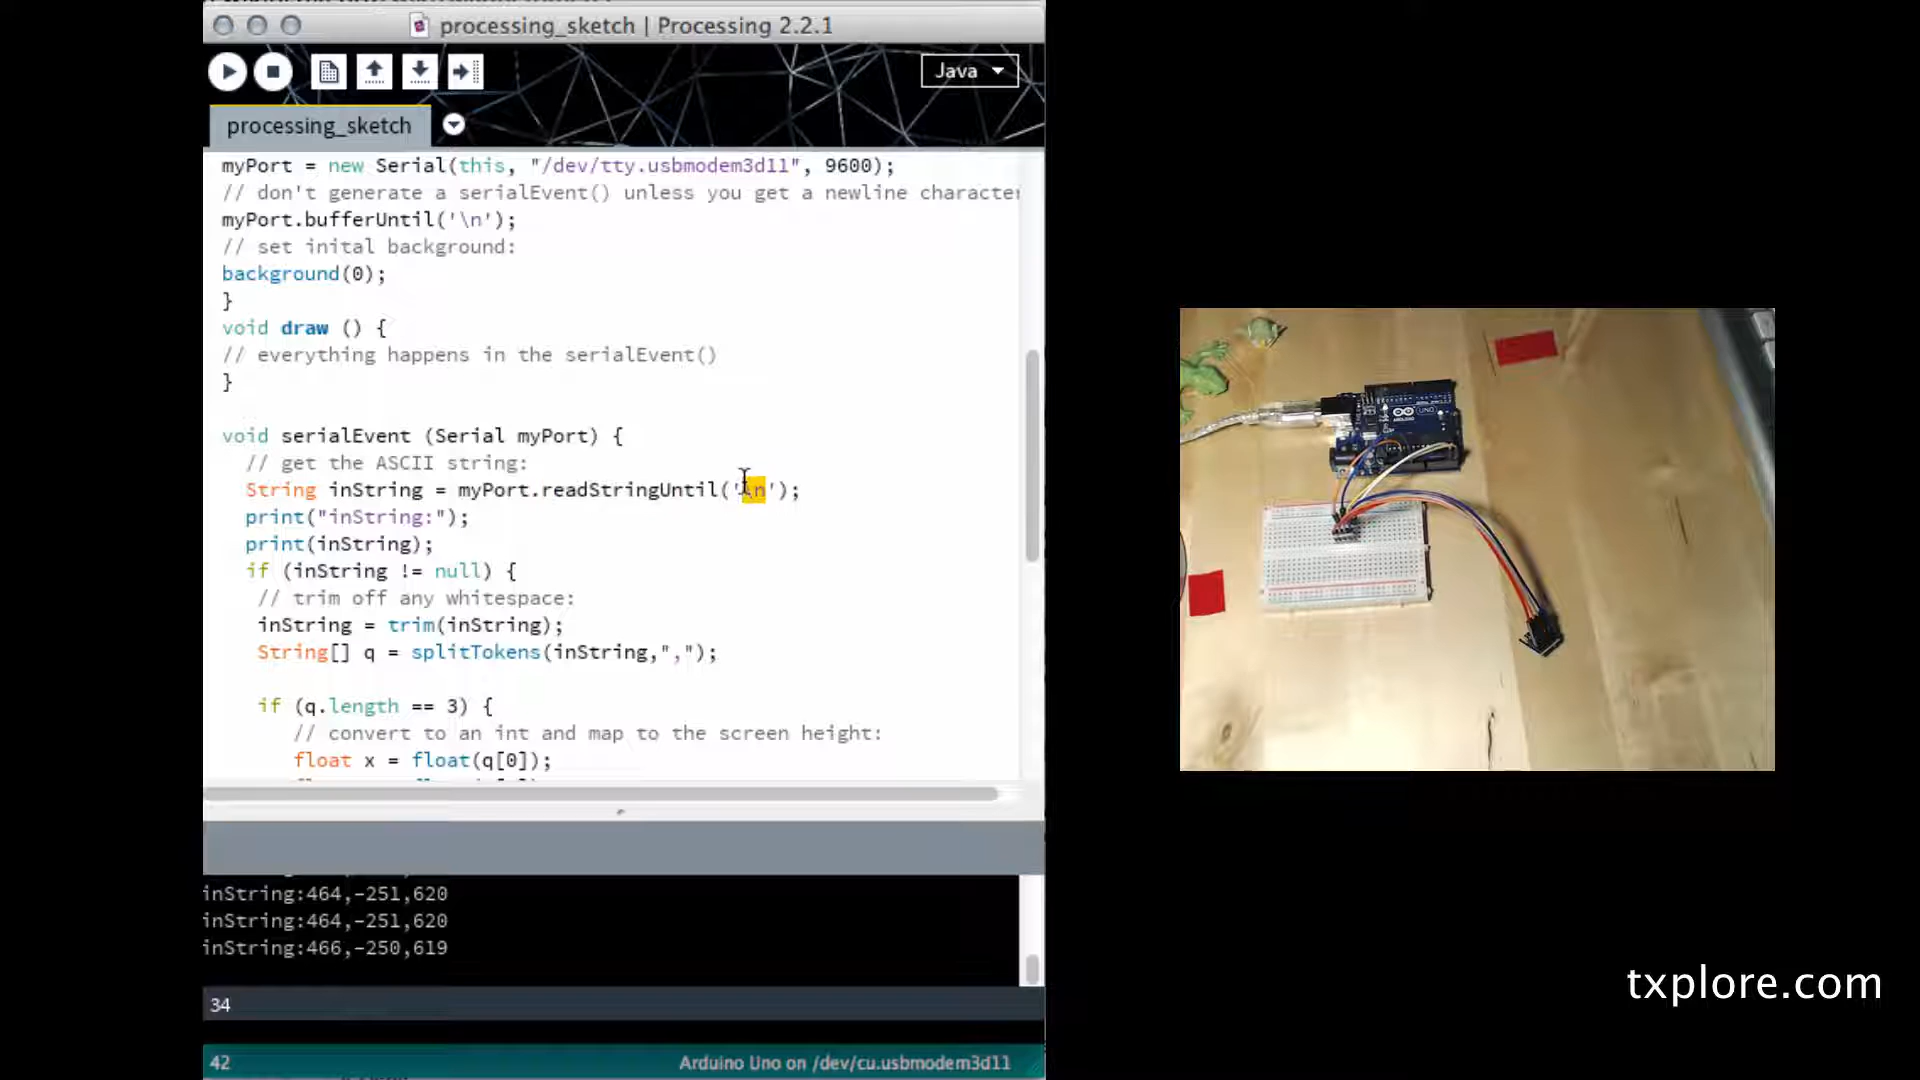 processing_sketch | Processing 2.2.1
Java
processing_sketch
myPort = new Serial(this, "/dev/tty.usbmodem3d11", 9600);
// don't generate a serialEvent() unless you get a newline character
myPort.bufferUntil('\n');
// set inital background:
background(0);
}
void draw () {
// everything happens in the serialEvent()
}
void serialEvent (Serial myPort) {
// get the ASCII string:
String inString = myPort.readStringUntil('\n');
print("inString:");
print(inString);
if (inString != null) {
// trim off any whitespace:
inString = trim(inString);
String[] q = splitTokens(inString,",");
if (q.length == 3) {
// convert to an int and map to the screen height:
float x = float(q[0]);
inString:464,-251,620
inString:464,-251,620
inString:466,-250,619
34
42
Arduino Uno on /dev/cu.usbmodem3d11
UNO
txplore.com